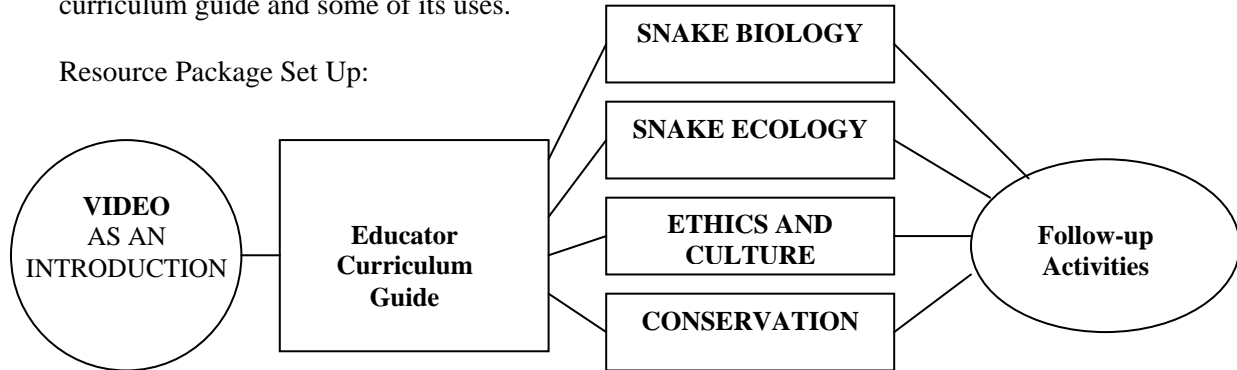 curriculum guide and some of its uses.
Resource Package Set Up:
VIDEO
AS AN
INTRODUCTION
Educator
Curriculum
Guide
SNAKE BIOLOGY
SNAKE ECOLOGY
ETHICS AND
CULTURE
CONSERVATION
Follow-up
Activities